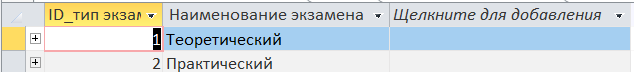 ID_тип экзам Наименование экзамена Щелкните для добавления
1 Теоретический
2 Практический